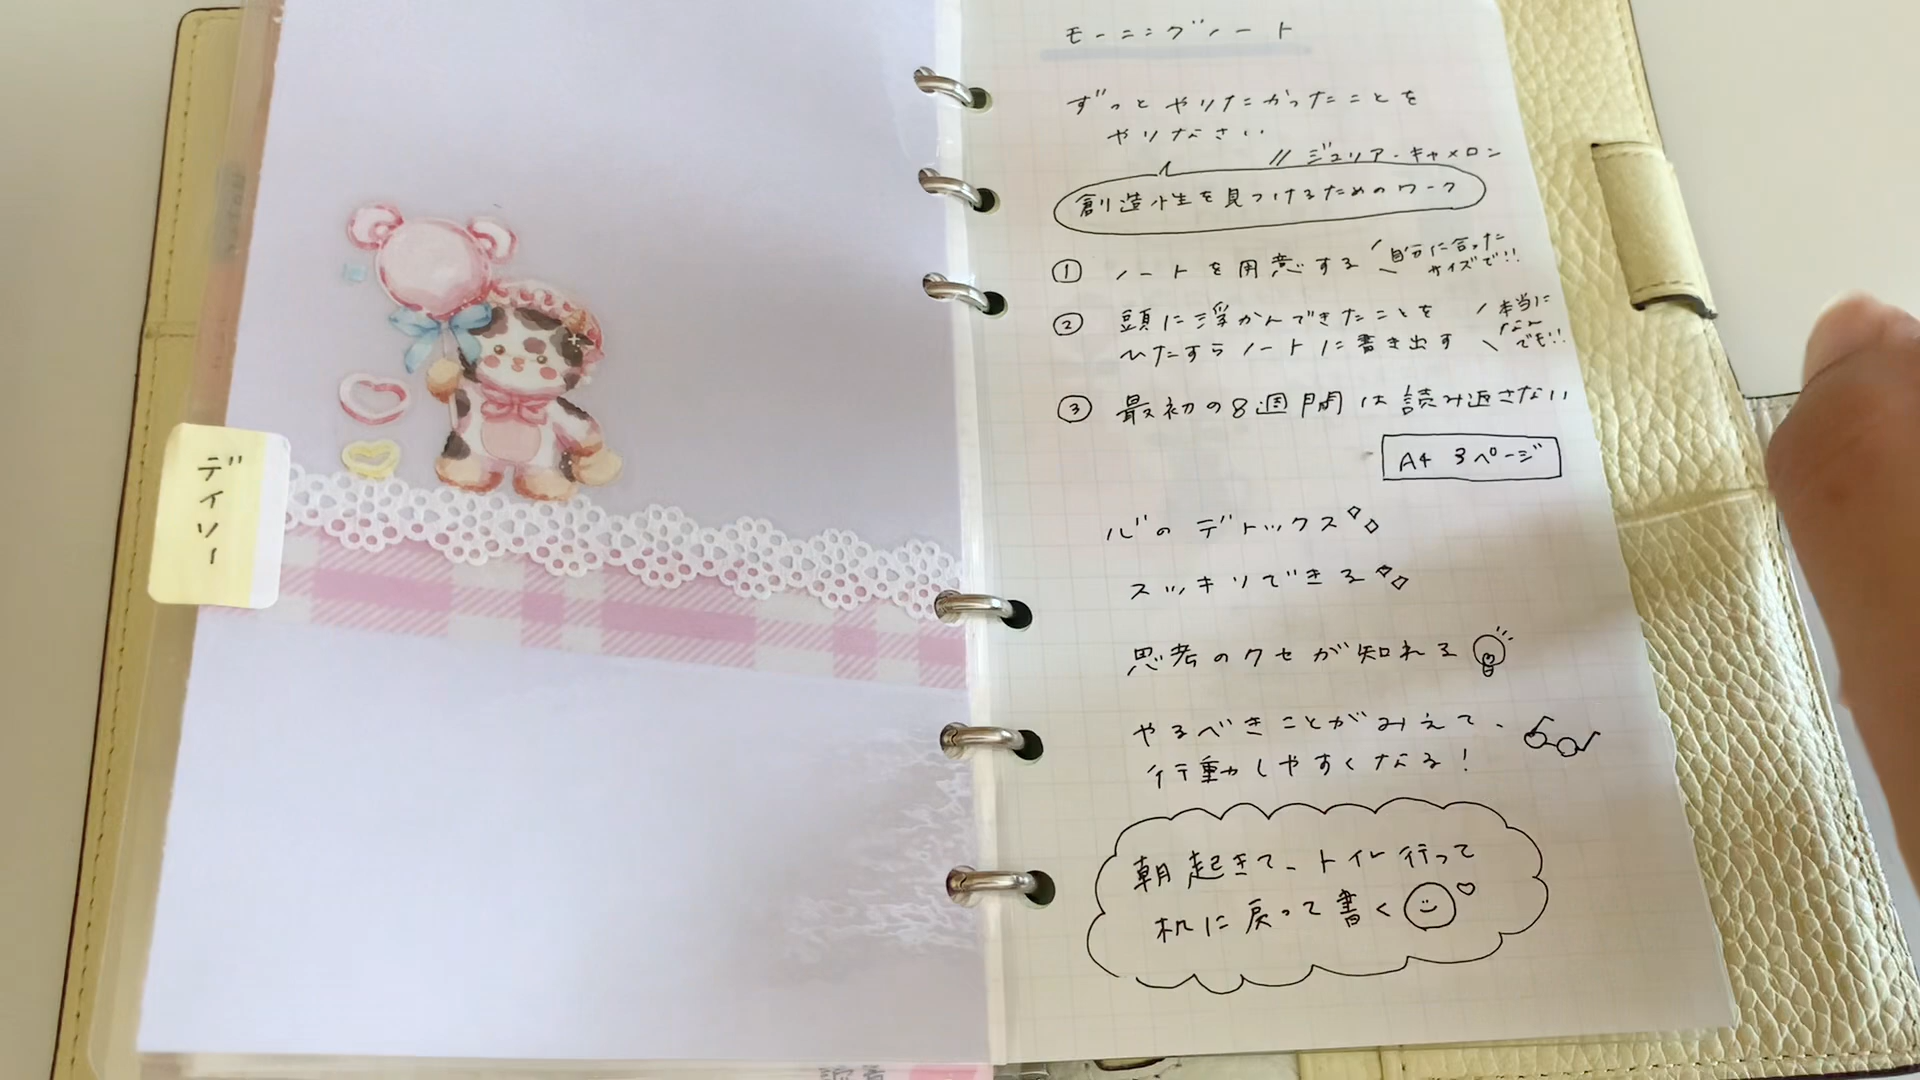 ディソー
モーニングノート
ずっとやりたかったことを
やりなさい
// ジュリア・キャメロン
創造性を見つけるためのワーク
① ノートを用意する
自分に合った
サイズで!!
② 頭に浮かんできたことを
ひたすらノートに書き出す
本当に
なん
でも!!
③ 最初の8週間は読み返さない
A4 3ページ
心のデトックス
スッキリできる
思考のクセが知れる
やるべきことがみえて、
行動しやすくなる!
朝起きて、トイレ行って
机に戻って書く